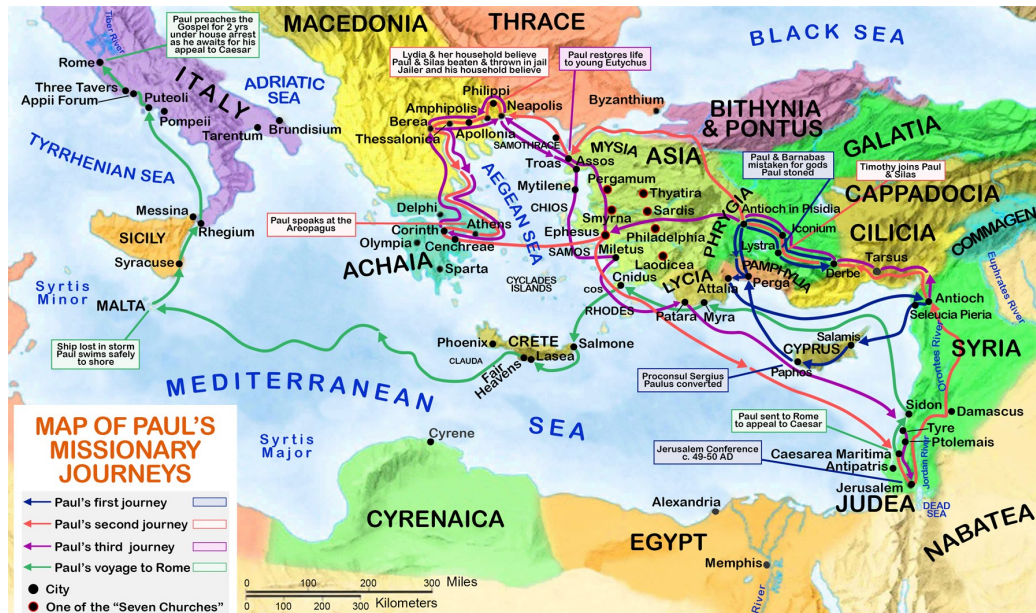 MACEDONIA
THRACE
BLACK SEA
Paul preaches the
Gospel for 2 yrs
under house arrest
as he awaits for his
appeal to Caesar
Tiber River
Rome
Three Tavers
Appii Forum
Puteoli
Pompeii
ITALY
ADRIATIC
SEA
Tarentum
Brundisium
Lydia & her household believe
Paul & Silas beaten & thrown in jail
Jailer and his household believe
Paul restores life
to young Eutychus
Philippi
Neapolis
Amphipolis
Berea
Apollonia
Thessalonica
SAMOTHRACE
Byzanthium
BITHYNIA
& PONTUS
GALATIA
Paul & Barnabas
mistaken for gods
Paul stoned
Timothy joins Paul
& Silas
CAPPADOCIA
COMMAGEN
CILICIA
Tarsus
TYRRHENIAN SEA
Messina
Rhegium
SICILY
Syracuse
Syrtis
Minor
MALTA
Ship lost in storm
Paul swims safely
to shore
Paul speaks at the
Areopagus
Delphi
Corinth
Athens
Olympia
Cenchreae
ACHAIA
Sparta
AEGEAN SEA
Troas
Assos
MYSIA
ASIA
Mytilene
Pergamum
Thyatira
CHIOS
Smyrna
Sardis
Ephesus
Philadelphia
SAMOS
Miletus
Laodicea
PHRYGIA
Antioch in Pisidia
Iconium
Lystra
Derbe
PAMPHYLIA
Perga
LYCIA
Attalia
Cnidus
CYCLADES
ISLANDS
COS
RHODES
Patara
Myra
Euphrates River
Antioch
Seleucia Pieria
Orontes River
SYRIA
Salamis
CYPRUS
Paphos
Proconsul Sergius
Paulus converted
Phoenix
CRETE
Salmone
CLAUDA
Lasea
Fair
Heavens
MEDITERRANEAN
SEA
Paul sent to Rome
to appeal to Caesar
Sidon
Damascus
Tyre
Ptolemais
Caesarea Maritima
Antipatris
Jordan River
Jerusalem Conference
c. 49-50 AD
Jerusalem
JUDEA
DEAD
SEA
NABATEA
Syrtis
Major
Cyrene
CYRENAICA
Alexandria
EGYPT
Memphis
River
MAP OF PAUL'S
MISSIONARY
JOURNEYS
Paul's first journey
Paul's second journey
Paul's third journey
Paul's voyage to Rome
City
One of the "Seven Churches"
0 100 200 300 Miles
0 100 200 300
Kilometers